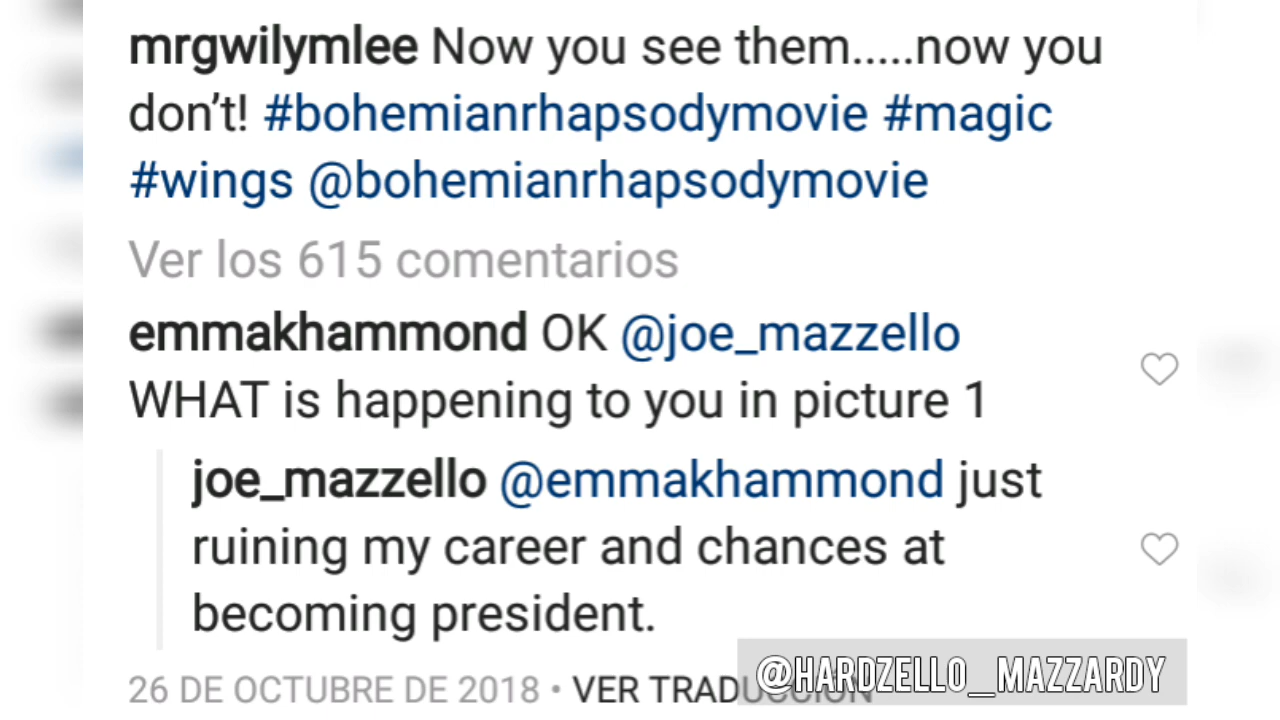 mrgwilymlee Now you see them.....now you
don't! #bohemianrhapsodymovie #magic
#wings @bohemianrhapsodymovie
Ver los 615 comentarios
emmakhammond OK @joe_mazzello
WHAT is happening to you in picture 1
joe_mazzello @emmakhammond just
ruining my career and chances at
becoming president.
26 DE OCTUBRE DE 2018 • VER TRADUCCIÓN
@HARDZELLO_MAZZARDY